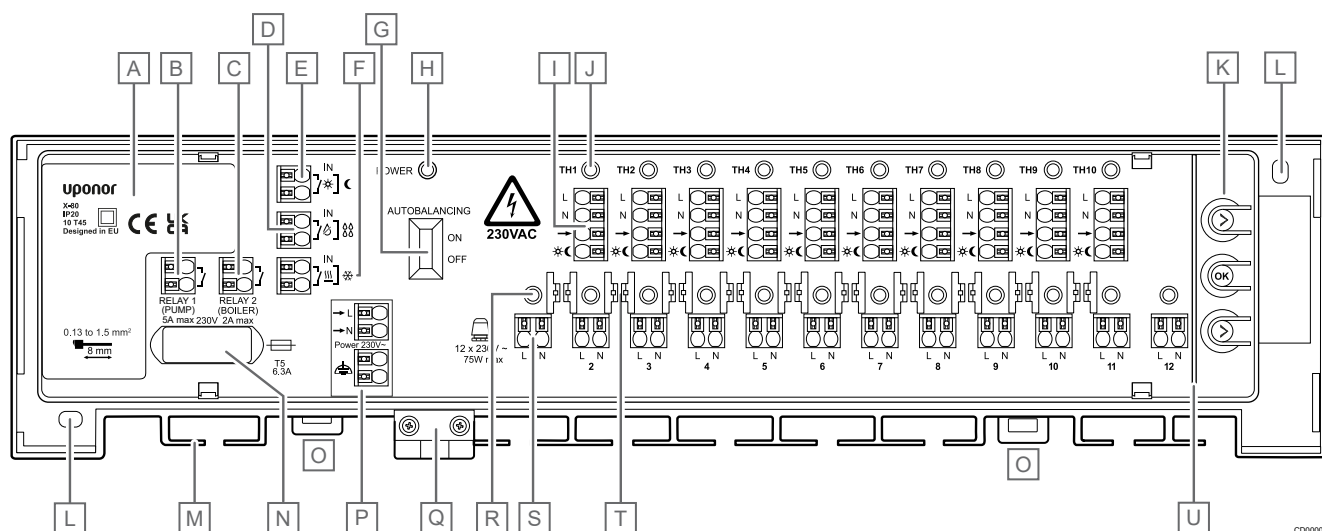 D
G
A
B
C
E
F
H
I
J
K
L
IN
POWER
TH1 TH2 TH3 TH4 TH5 TH6 TH7 TH8 TH9 TH10
uponor
X-80
IP20
10 T45
Designed in EU
CE UKCA
AUTOBALANCING
ON
OFF
230VAC
IN
L
N
IN
OK
RELAY 1
(PUMP)
5A max
230V
RELAY 2
(BOILER)
2A max
0.13 to 1.5 mm²
8 mm
T5
6.3A
→ L
→ N
Power 230V~
12 x 230V ~
75W max
L N L N L N L N L N L N L N L N L N L N L N L N
2 3 4 5 6 7 8 9 10 11 12
O
O
L
M
N
P
Q
R
S
T
U